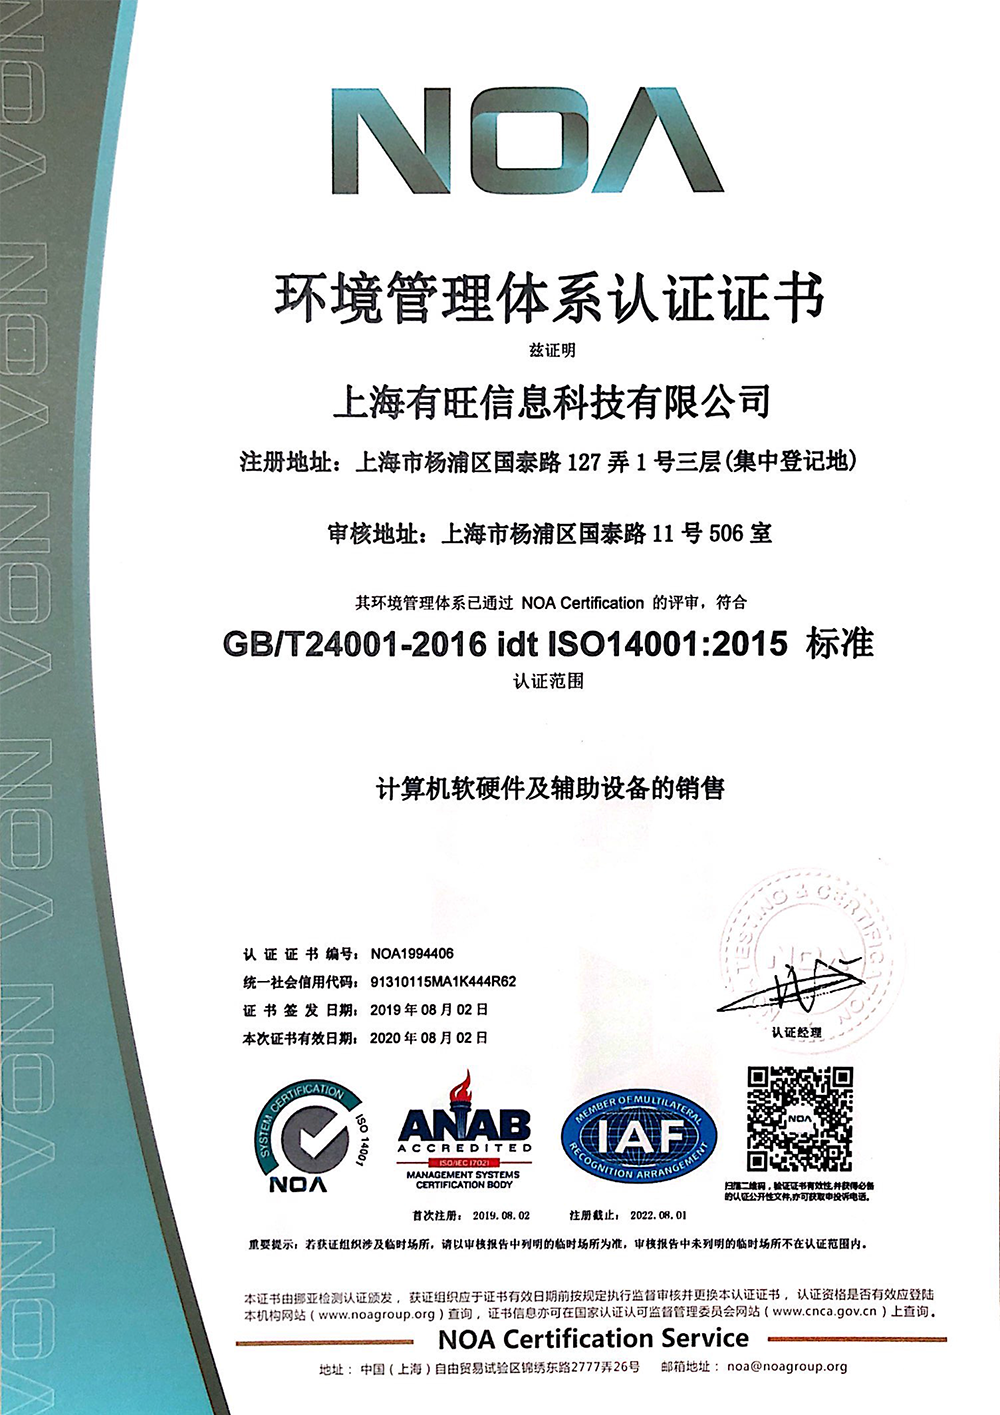 NOA
环境管理体系认证证书
兹证明
上海有旺信息科技有限公司
注册地址：上海市杨浦区国泰路 127 弄 1 号三层(集中登记地)
审核地址：上海市杨浦区国泰路 11 号 506 室
其环境管理体系已通过 NOA Certification 的评审，符合
GB/T24001-2016 idt ISO14001:2015 标准
认证范围
计算机软硬件及辅助设备的销售
认 证 证 书 编号： NOA1994406
统一社会信用代码： 91310115MA1K444R62
证 书 签 发 日期： 2019 年 08 月 02 日
本次证书有效日期： 2020 年 08 月 02 日
TESTING & CERTIFICATION
NOA
认证经理
SYSTEM CERTIFICATION
ISO 14001
NOA
ANAB
ACCREDITED
ISO/IEC 17021
MANAGEMENT SYSTEMS
CERTIFICATION BODY
MEMBER OF MULTILATERAL
IAF
RECOGNITION ARRANGEMENT
NOA
扫描二维码，验证证书有效性,并获得必备
的认证公开性文件,亦可获取申投诉电话。
首次注册： 2019.08.02 注册截止： 2022.08.01
重要提示：若获证组织涉及临时场所，请以审核报告中列明的临时场所为准，审核报告中未列明的临时场所不在认证范围内。
本证书由挪亚检测认证颁发，获证组织应于证书有效日期前按规定执行监督审核并更换本认证证书，认证资格是否有效应登陆
本机构网站（www.noagroup.org）查询，证书信息亦可在国家认证认可监督管理委员会网站（www.cnca.gov.cn）上查询。
NOA Certification Service
地址：中国（上海）自由贸易试验区锦绣东路2777弄26号 邮箱地址：noa@noagroup.org